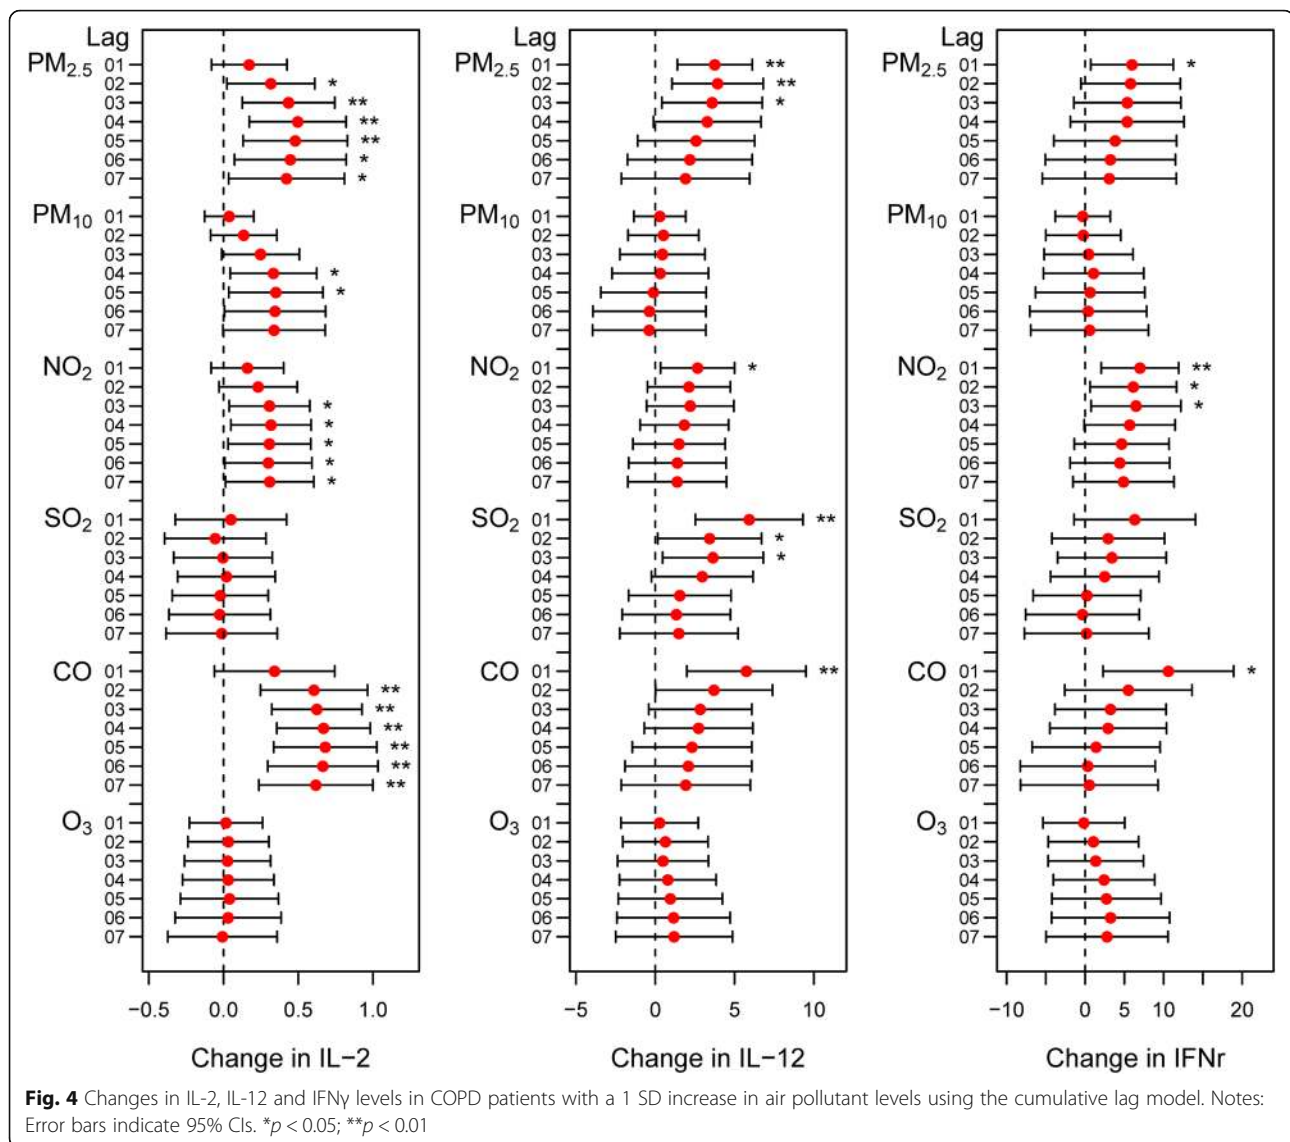 Lag Lag Lag
PM2.5 01 PM2.5 01 ** PM2.5 01 *
02 * 02 ** 02
03 ** 03 * 03
04 ** 04 04
05 ** 05 05
06 * 06 06
07 * 07 07
PM10 01 PM10 01 PM10 01
02 02 02
03 03 03
04 * 04 04
05 * 05 05
06 06 06
07 07 07
NO2 01 NO2 01 * NO2 01 **
02 02 02 *
03 * 03 03 *
04 * 04 04
05 * 05 05
06 * 06 06
07 * 07 07
SO2 01 SO2 01 ** SO2 01
02 02 * 02
03 03 * 03
04 04 04
05 05 05
06 06 06
07 07 07
CO 01 CO 01 ** CO 01 *
02 ** 02 02
03 ** 03 03
04 ** 04 04
05 ** 05 05
06 ** 06 06
07 ** 07 07
O3 01 O3 01 O3 01
02 02 02
03 03 03
04 04 04
05 05 05
06 06 06
07 07 07
−0.5 0.0 0.5 1.0 −5 0 5 10 −10 0 5 10 20
Change in IL−2 Change in IL−12 Change in IFNr
Fig. 4 Changes in IL-2, IL-12 and IFNγ levels in COPD patients with a 1 SD increase in air pollutant levels using the cumulative lag model. Notes:
Error bars indicate 95% CIs. *p < 0.05; **p < 0.01